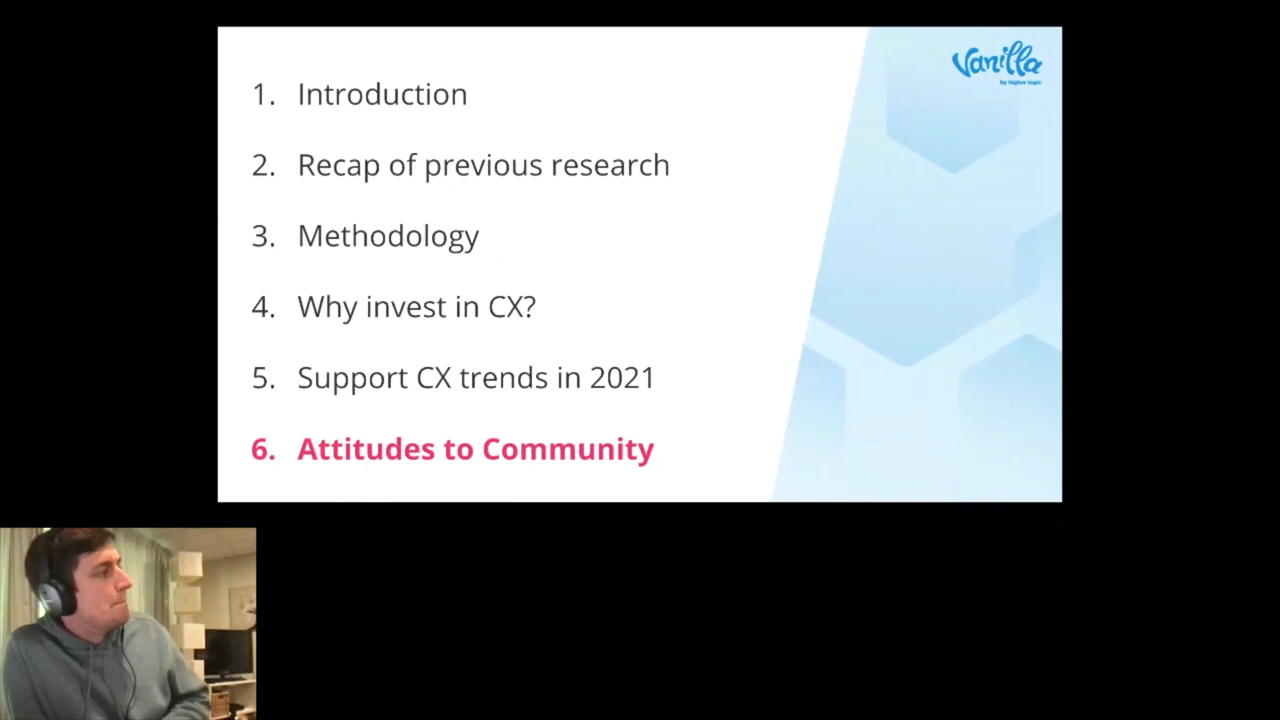 Vanilla
by higher logic
1. Introduction
2. Recap of previous research
3. Methodology
4. Why invest in CX?
5. Support CX trends in 2021
6. Attitudes to Community